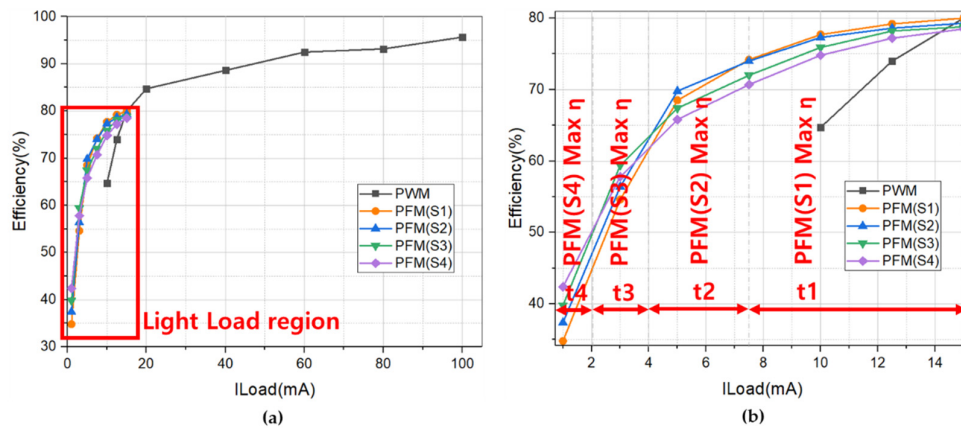 (a)
Efficiency(%)
100
90
80
70
60
50
40
30
0
20
40
60
80
100
ILoad(mA)
Light Load region
PWM
PFM(S1)
PFM(S2)
PFM(S3)
PFM(S4)
(a)
(b)
Efficiency(%)
80
70
60
50
40
2
4
6
8
10
12
14
ILoad(mA)
PFM(S4) Max η
PFM(S3) Max η
PFM(S2) Max η
PFM(S1) Max η
t4
t3
t2
t1
PWM
PFM(S1)
PFM(S2)
PFM(S3)
PFM(S4)
(b)